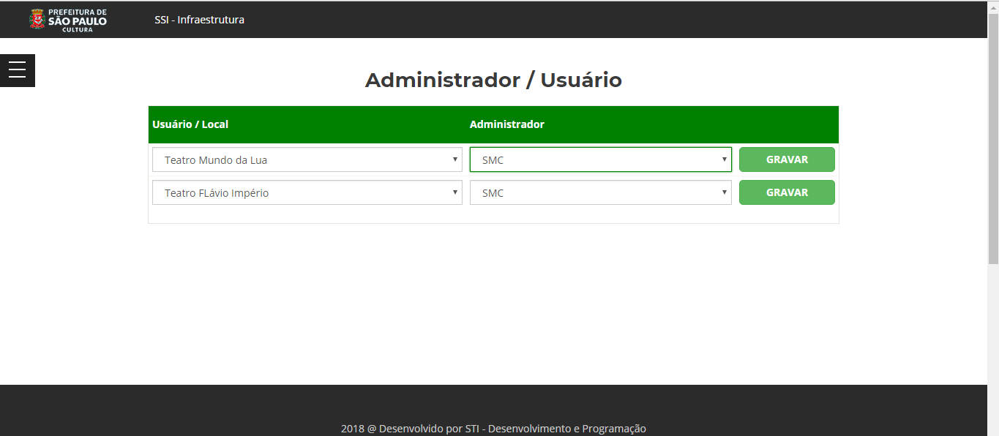 PREFEITURA DE
SÃO PAULO
CULTURA
SSI - Infraestrutura
Administrador / Usuário
Usuário / Local Administrador
Teatro Mundo da Lua SMC GRAVAR
Teatro FLávio Império SMC GRAVAR
2018 @ Desenvolvido por STI - Desenvolvimento e Programação